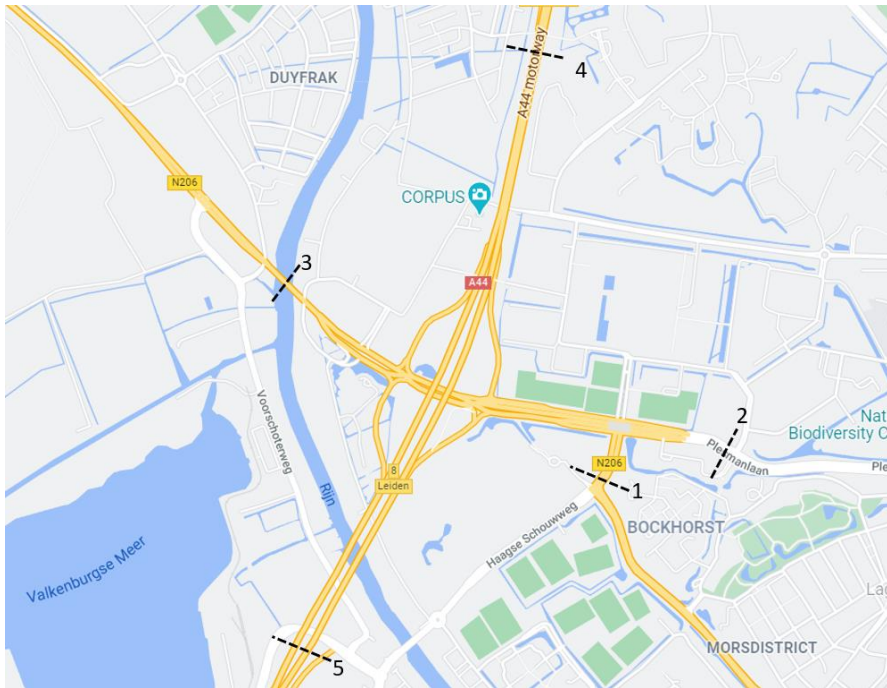 DUYFRAK
A44 motorway
4
N206
CORPUS
3
A44
Voorschoterweg
2
Nat
Biodiversity C
Plesmanlaan
Ple
8
Leiden
N206
1
Rijn
Haagse Schouwweg
BOCKHORST
Valkenburgse Meer
La
MORSDISTRICT
5